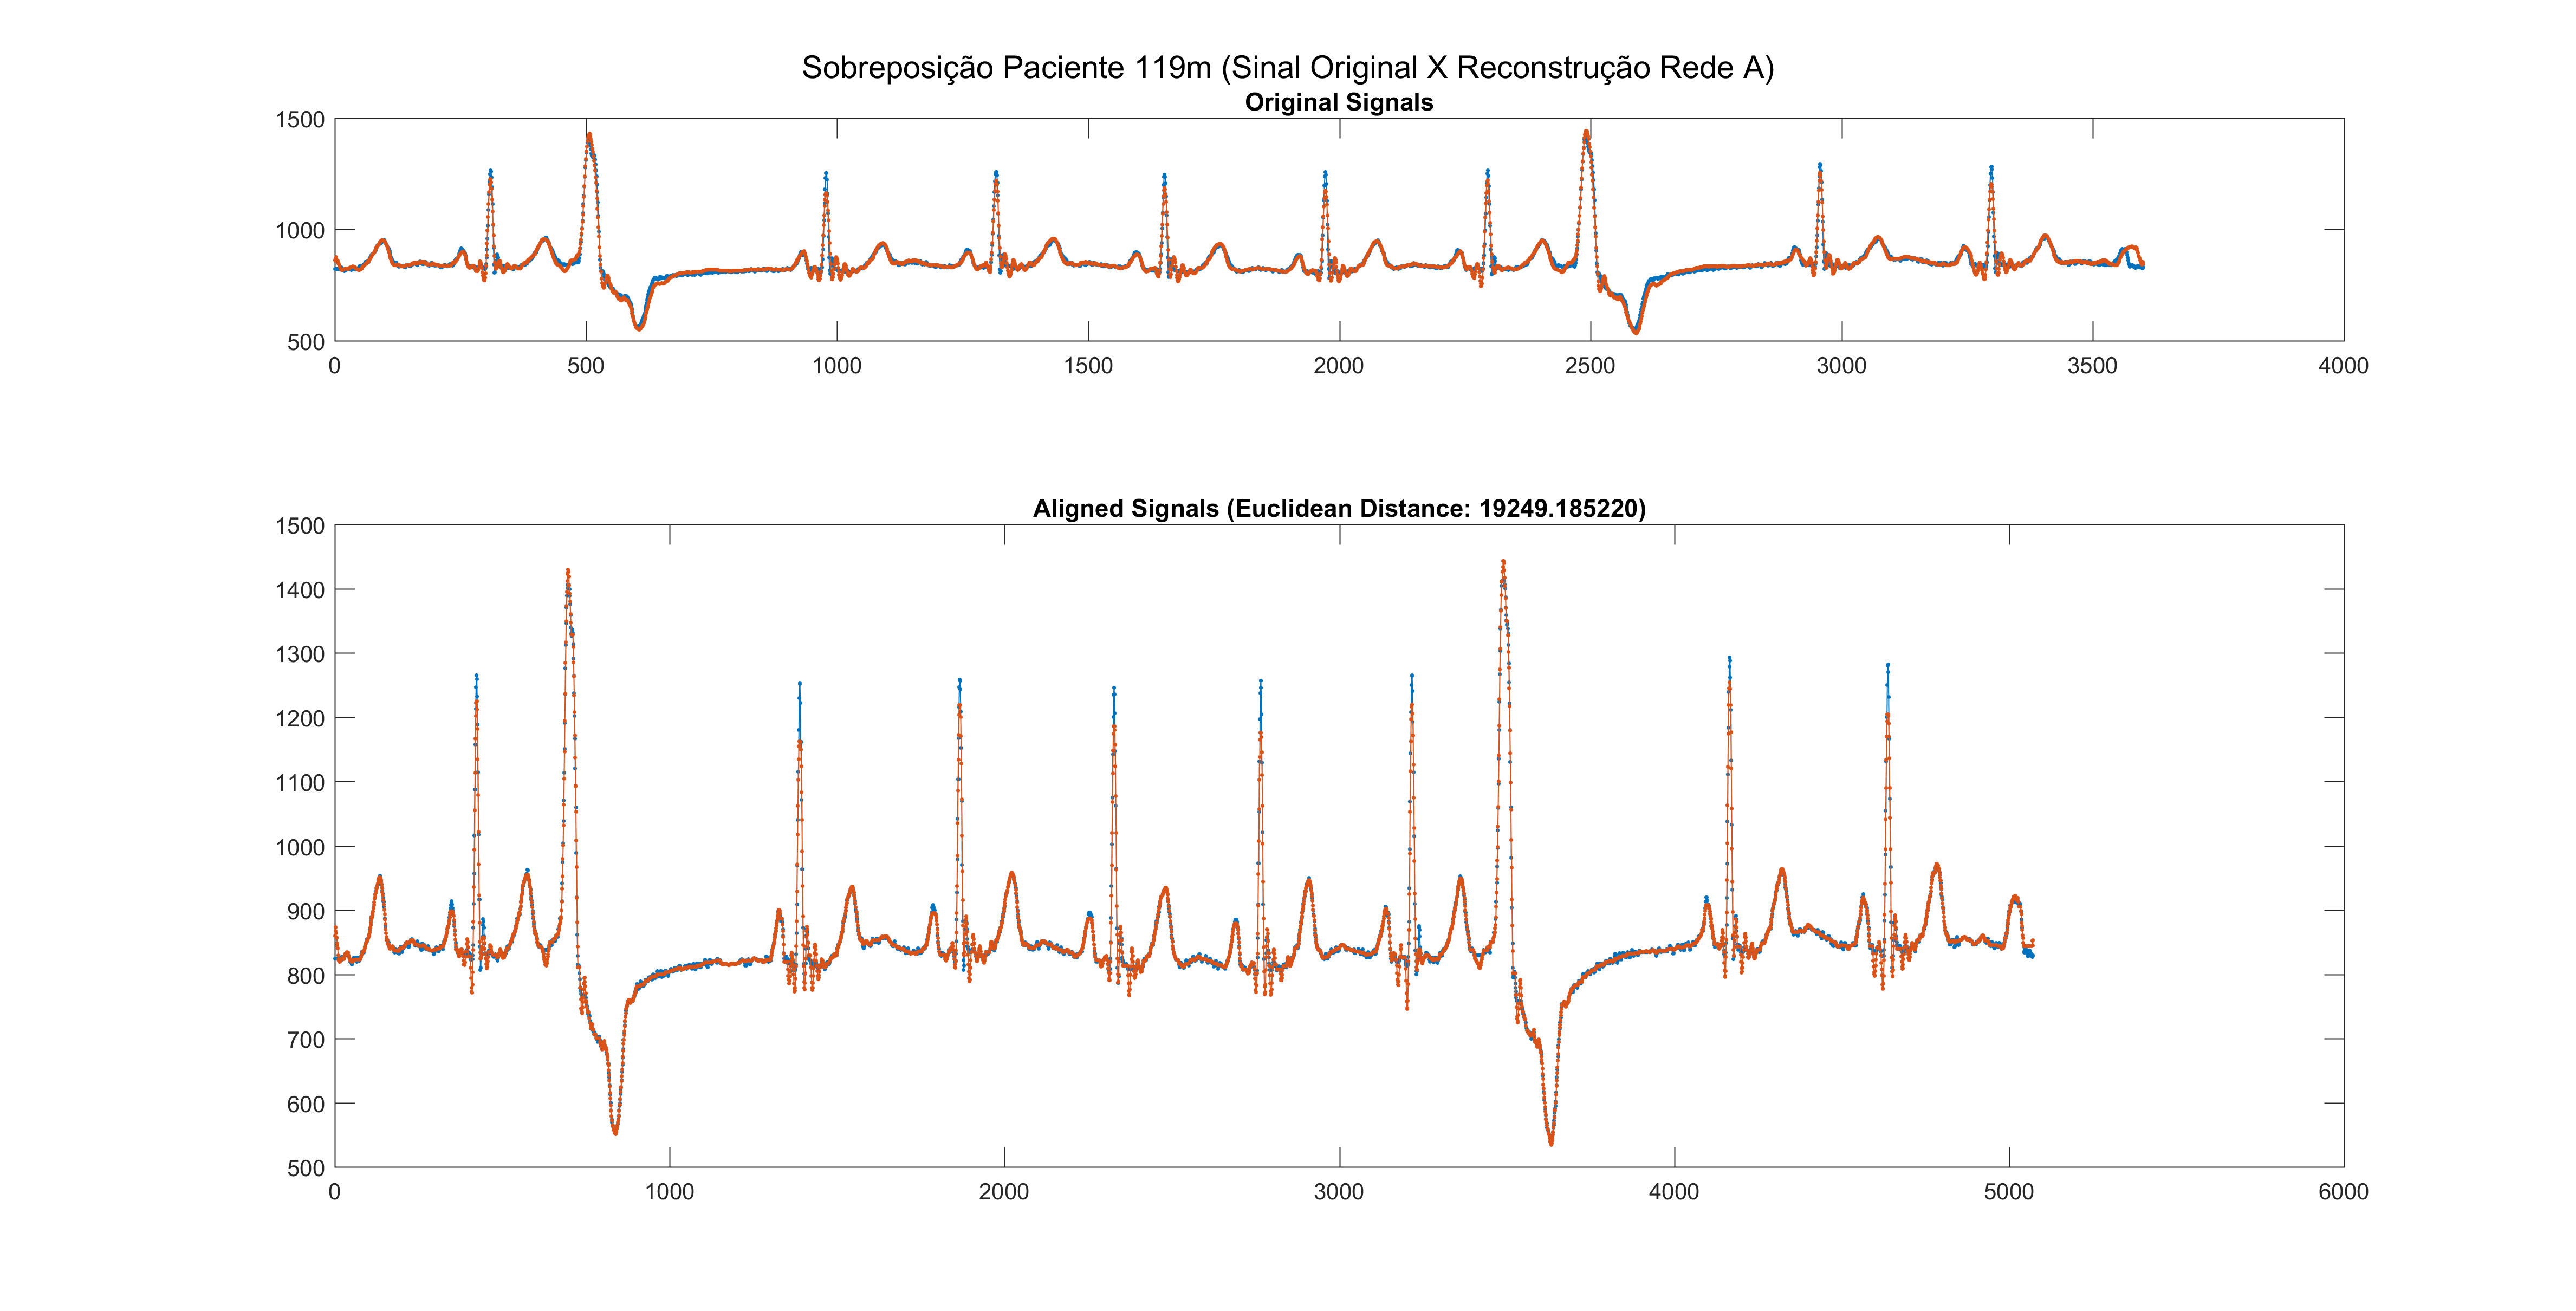 Sobreposição Paciente 119m (Sinal Original X Reconstrução Rede A)
Original Signals
1500
1000
500
0 500 1000 1500 2000 2500 3000 3500 4000
Aligned Signals (Euclidean Distance: 19249.185220)
1500
1400
1300
1200
1100
1000
900
800
700
600
500
0 1000 2000 3000 4000 5000 6000